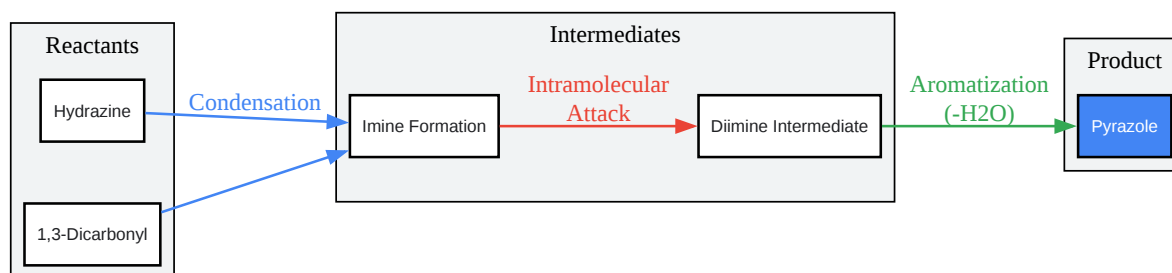 Reactants
Hydrazine
1,3-Dicarbonyl
Condensation
Intermediates
Imine Formation
Intramolecular
Attack
Diimine Intermediate
Aromatization
(-H2O)
Product
Pyrazole